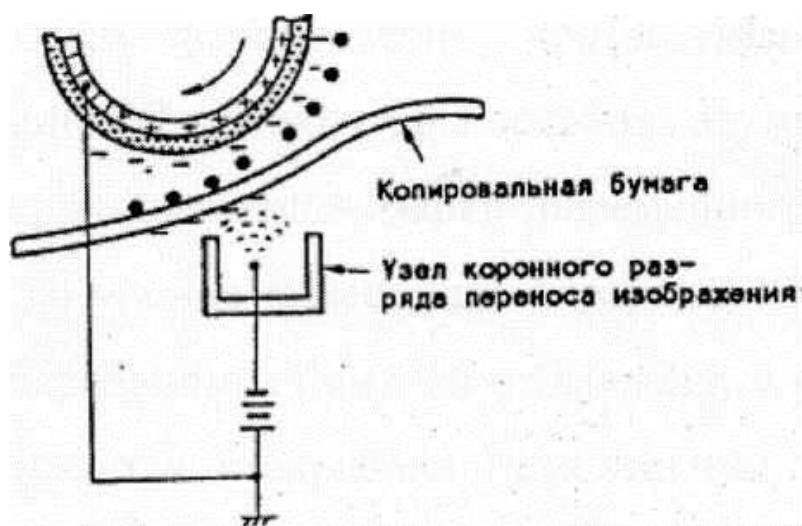 Копировальная бумага
Узел коронного раз-
ряда переноса изображения